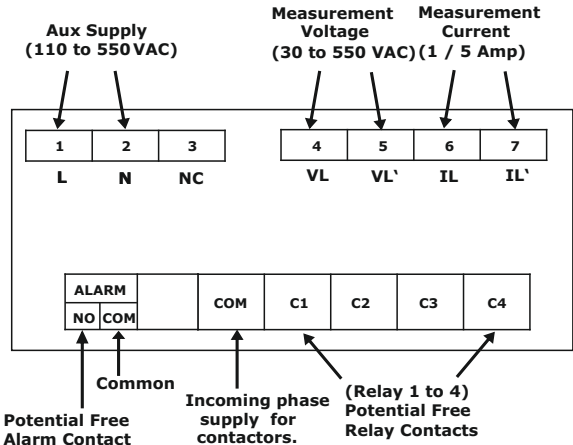 Aux Supply
(110 to 550 VAC)
Measurement
Voltage
(30 to 550 VAC)
Measurement
Current
(1 / 5 Amp)
1 2 3 4 5 6 7
L N NC VL VL‘ IL IL‘
ALARM
NO COM
COM C1 C2 C3 C4
Common
Potential Free
Alarm Contact
Incoming phase
supply for
contactors.
(Relay 1 to 4)
Potential Free
Relay Contacts